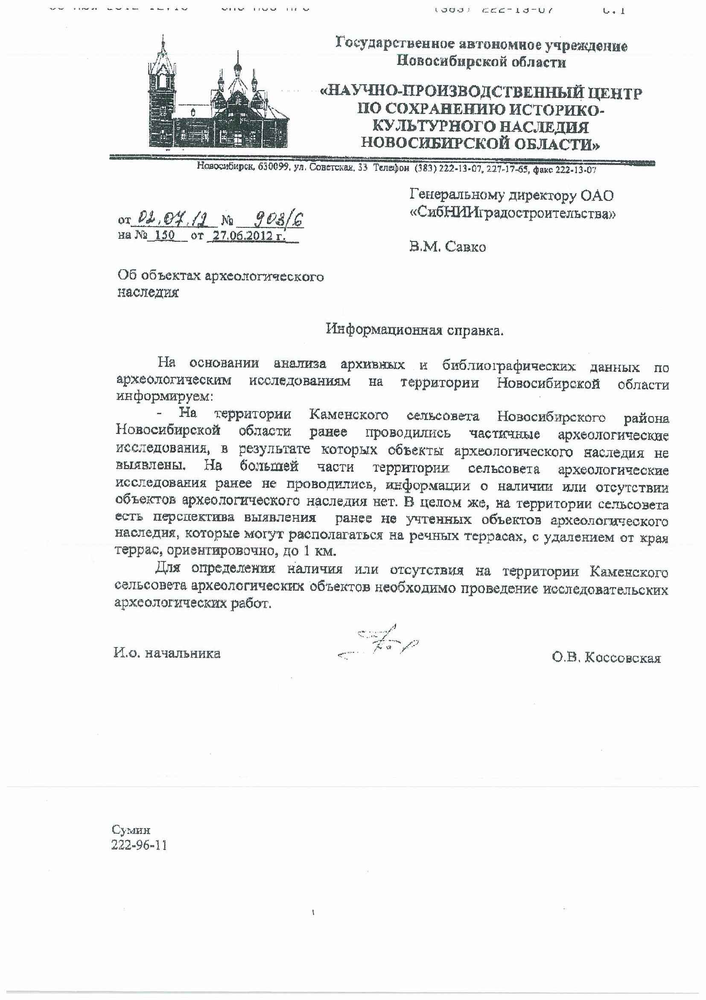 (383) 222-13-07 С.1
Государственное автономное учреждение
Новосибирской области
«НАУЧНО-ПРОИЗВОДСТВЕННЫЙ ЦЕНТР
ПО СОХРАНЕНИЮ ИСТОРИКО-
КУЛЬТУРНОГО НАСЛЕДИЯ
НОВОСИБИРСКОЙ ОБЛАСТИ»
Новосибирск, 630099, ул. Советская, 33 Телефон (383) 222-13-07, 227-17-65, факс 222-13-07
Генеральному директору ОАО
«СибНИИградостроительства»
В.М. Савко
от 02.07.12 № 903/6
на № 150 от 27.06.2012 г.
Об объектах археологического
наследия
Информационная справка.
На основании анализа архивных и библиографических данных по
археологическим исследованиям на территории Новосибирской области
информируем:
- На территории Каменского сельсовета Новосибирского района
Новосибирской области ранее проводились частичные археологические
исследования, в результате которых объекты археологического наследия не
выявлены. На большей части территории сельсовета археологические
исследования ранее не проводились, информации о наличии или отсутствии
объектов археологического наследия нет. В целом же, на территории сельсовета
есть перспектива выявления ранее не учтенных объектов археологического
наследия, которые могут располагаться на речных террасах, с удалением от края
террас, ориентировочно, до 1 км.
Для определения наличия или отсутствия на территории Каменского
сельсовета археологических объектов необходимо проведение исследовательских
археологических работ.
И.о. начальника О.В. Коссовская
Сумин
222-96-11